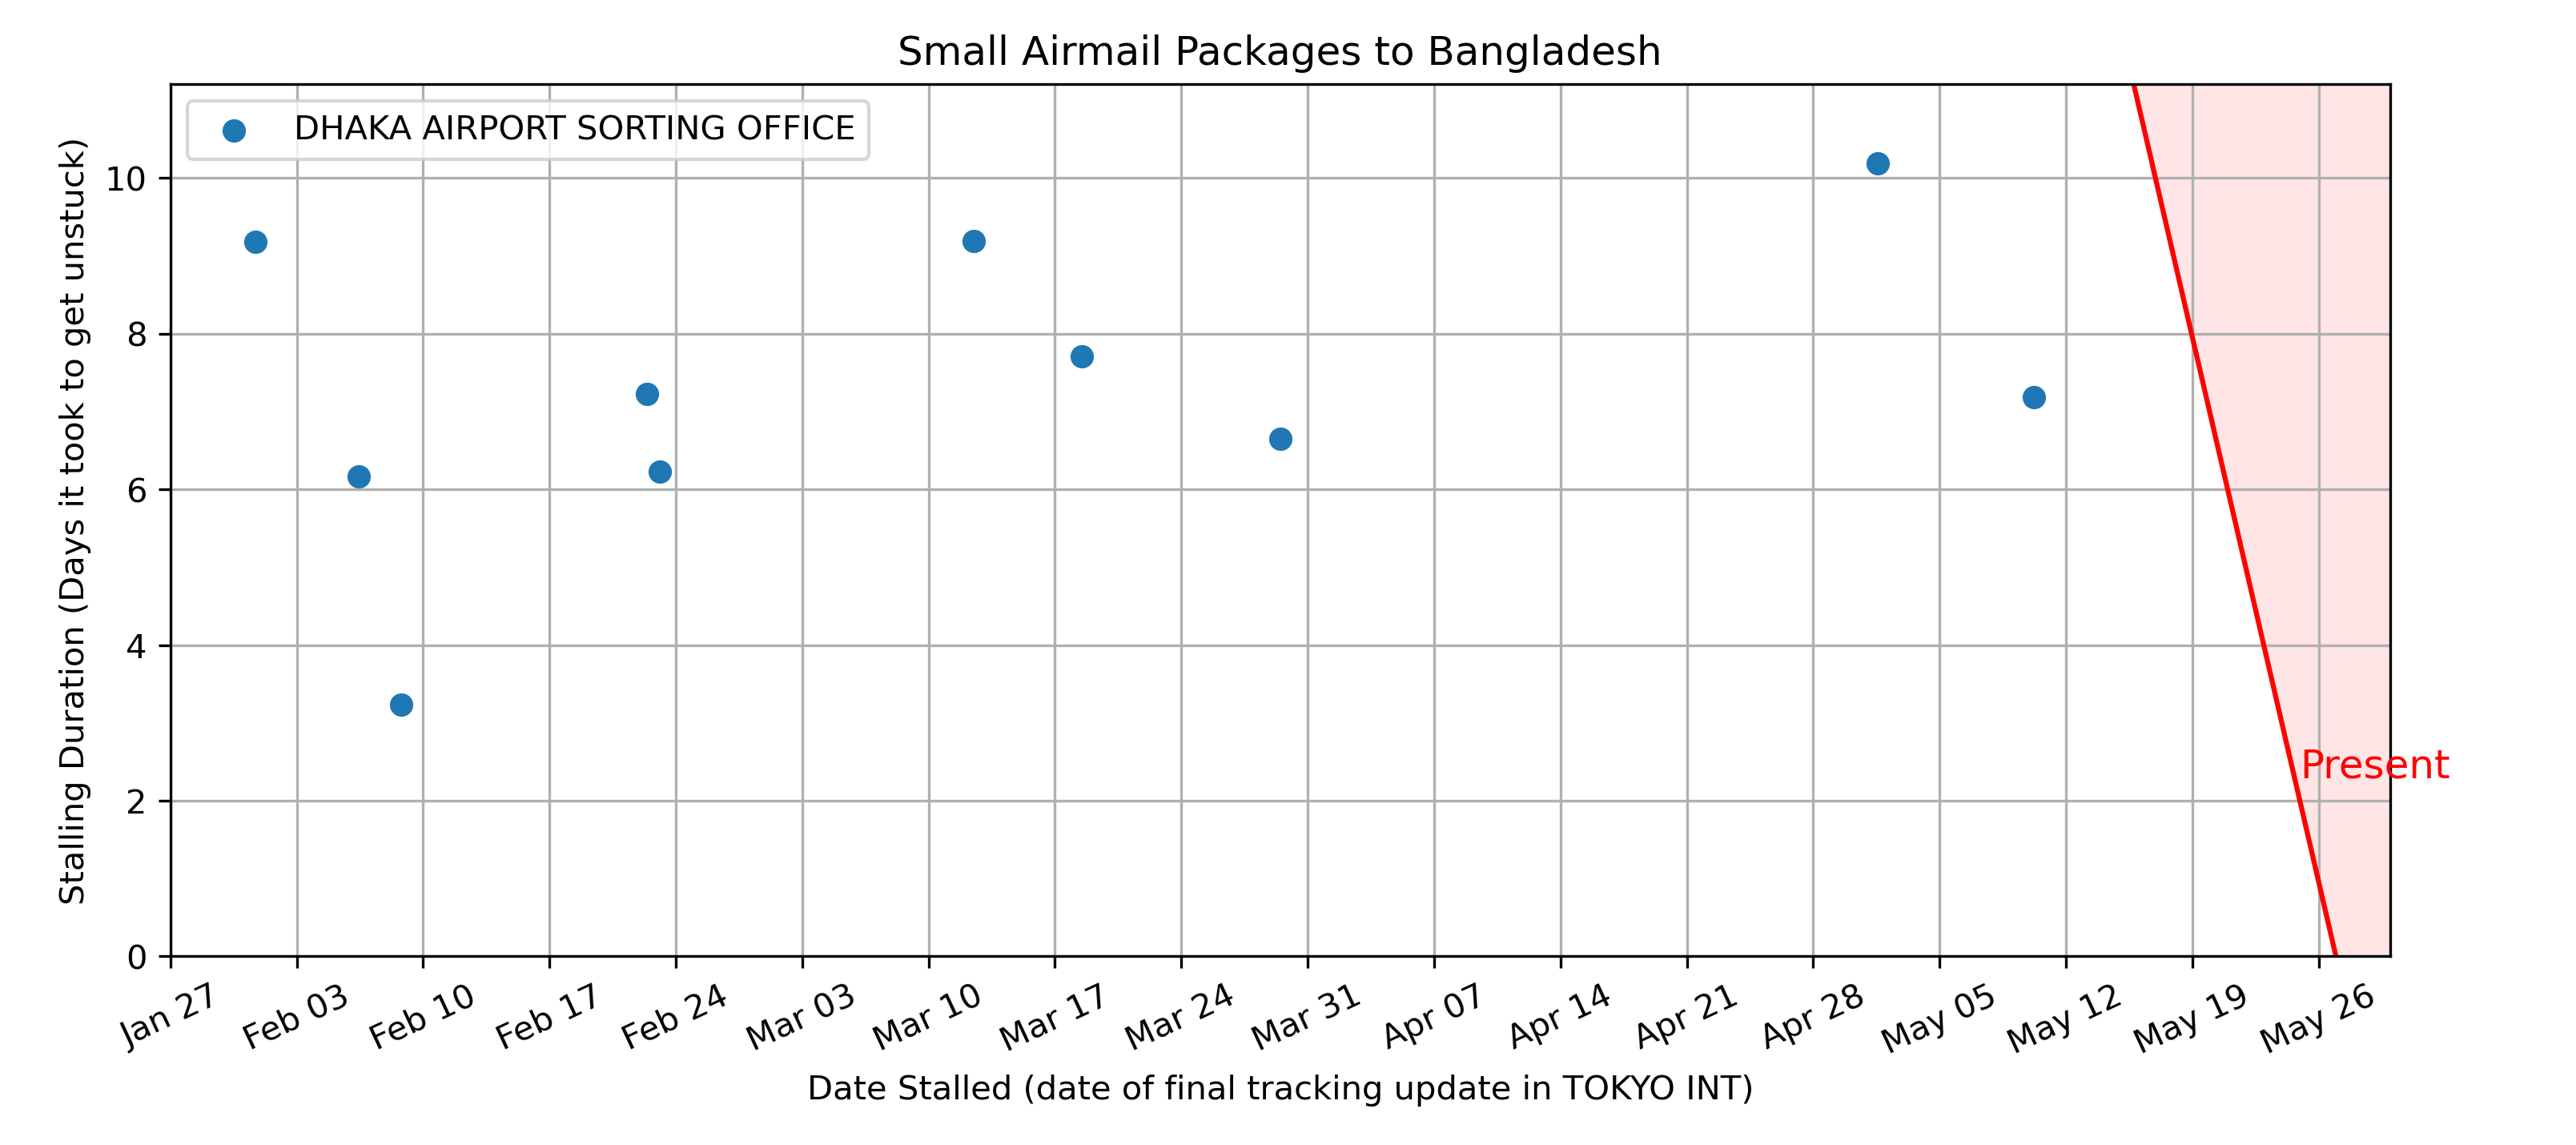 Small Airmail Packages to Bangladesh
DHAKA AIRPORT SORTING OFFICE
Stalling Duration (Days it took to get unstuck)
10
8
6
4
2
0
Present
Jan 27
Feb 03
Feb 10
Feb 17
Feb 24
Mar 03
Mar 10
Mar 17
Mar 24
Mar 31
Apr 07
Apr 14
Apr 21
Apr 28
May 05
May 12
May 19
May 26
Date Stalled (date of final tracking update in TOKYO INT)